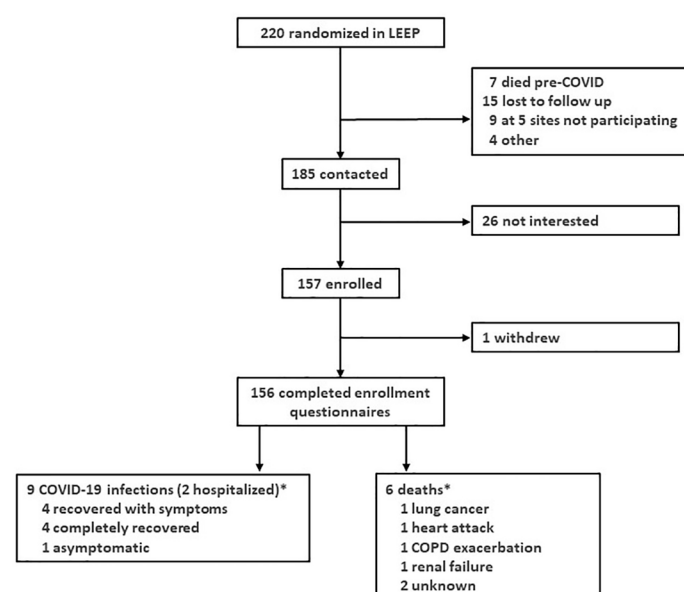 220 randomized in LEEP
7 died pre-COVID
15 lost to follow up
9 at 5 sites not participating
4 other
185 contacted
26 not interested
157 enrolled
1 withdrew
156 completed enrollment
questionnaires
9 COVID-19 infections (2 hospitalized)*
4 recovered with symptoms
4 completely recovered
1 asymptomatic
6 deaths*
1 lung cancer
1 heart attack
1 COPD exacerbation
1 renal failure
2 unknown